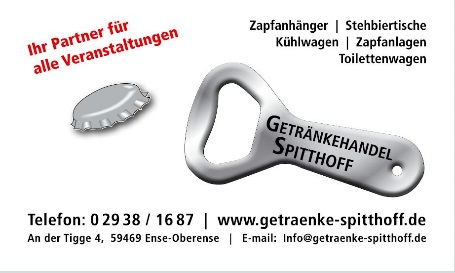 Ihr Partner für
alle Veranstaltungen
Zapfanhänger | Stehbiertische
Kühlwagen | Zapfanlagen
Toilettenwagen
GETRÄNKEHANDEL
SPITTHOFF
Telefon: 0 29 38 / 16 87 | www.getraenke-spitthoff.de
An der Tigge 4, 59469 Ense-Oberense | E-mail: Info@getraenke-spitthoff.de